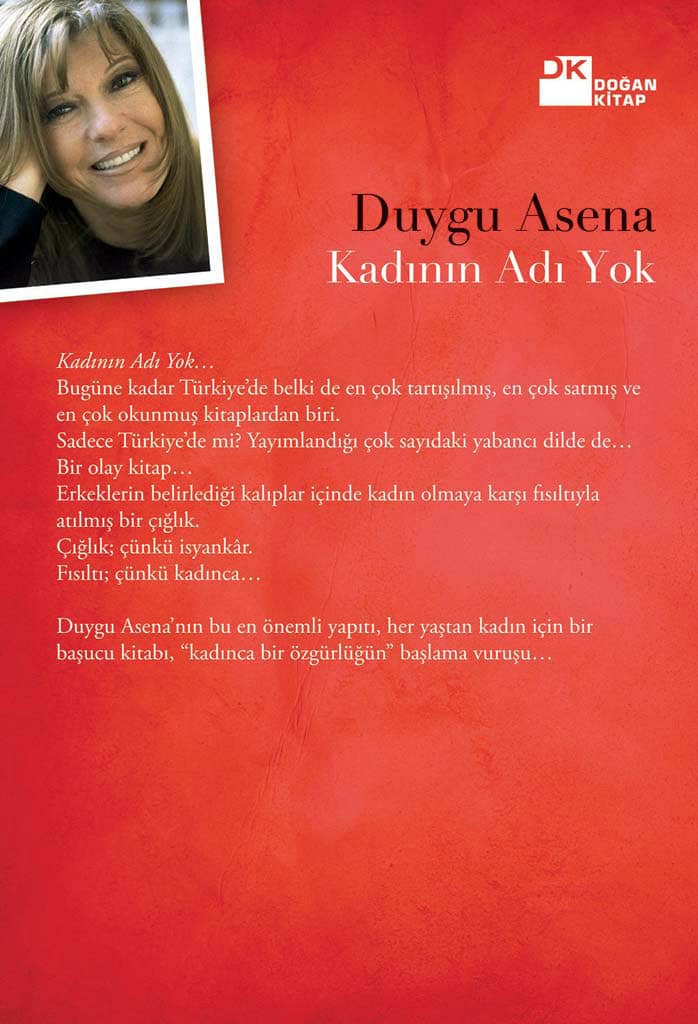 DK DOĞAN
KİTAP
Duygu Asena
Kadının Adı Yok
Kadının Adı Yok…
Bugüne kadar Türkiye’de belki de en çok tartışılmış, en çok satmış ve
en çok okunmuş kitaplardan biri.
Sadece Türkiye’de mi? Yayımlandığı çok sayıdaki yabancı dilde de…
Bir olay kitap…
Erkeklerin belirlediği kalıplar içinde kadın olmaya karşı fısıltıyla
atılmış bir çığlık.
Çığlık; çünkü isyankâr.
Fısıltı; çünkü kadınca…
Duygu Asena’nın bu en önemli yapıtı, her yaştan kadın için bir
başucu kitabı, “kadınca bir özgürlüğün” başlama vuruşu…